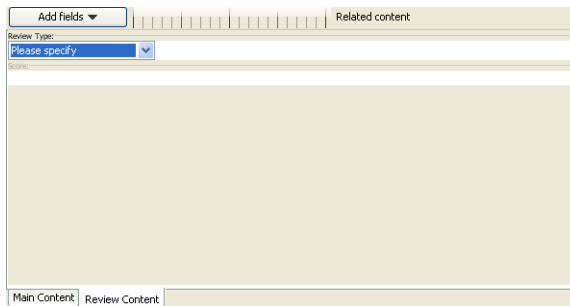 Add fields
Related content
Review Type:
Please specify
Score:
Main Content
Review Content